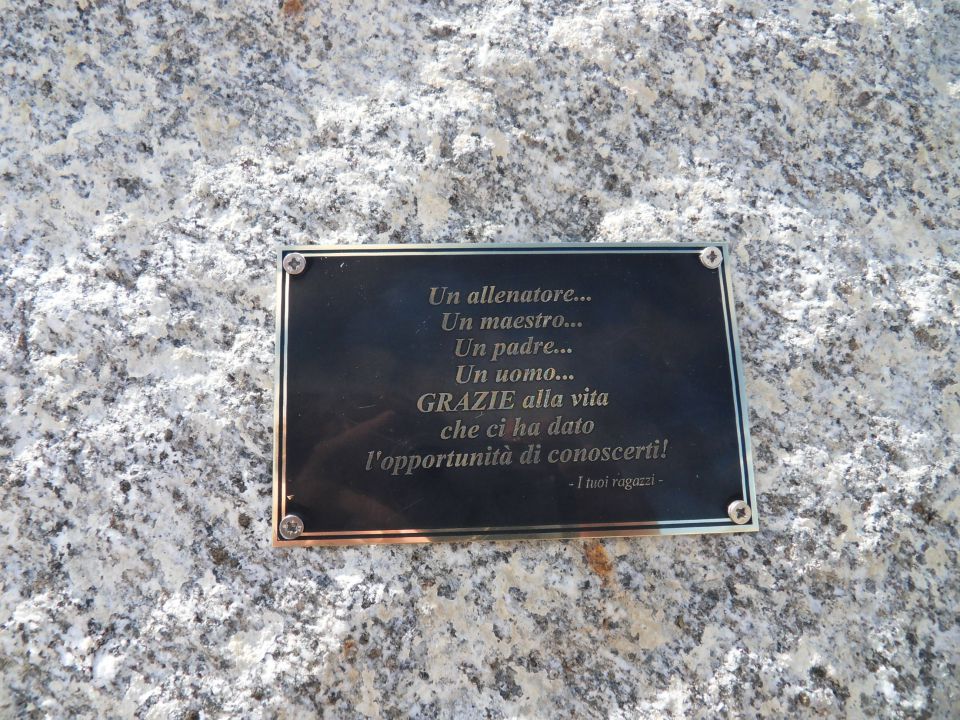 Un allenatore...
Un maestro...
Un padre...
Un uomo...
GRAZIE alla vita
che ci ha dato
l'opportunità di conoscerti!
- I tuoi ragazzi -